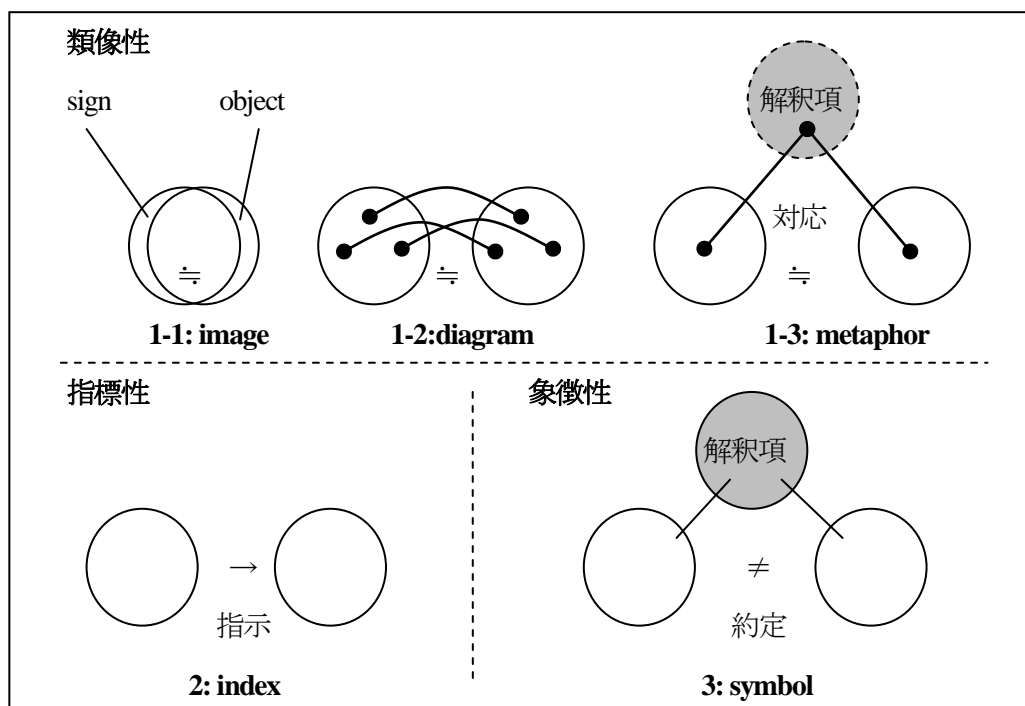 類像性
sign
object
解釈項
対応
≒
≒
≒
1-1: image
1-2:diagram
1-3: metaphor
指標性
象徴性
解釈項
→
≠
指示
約定
2: index
3: symbol